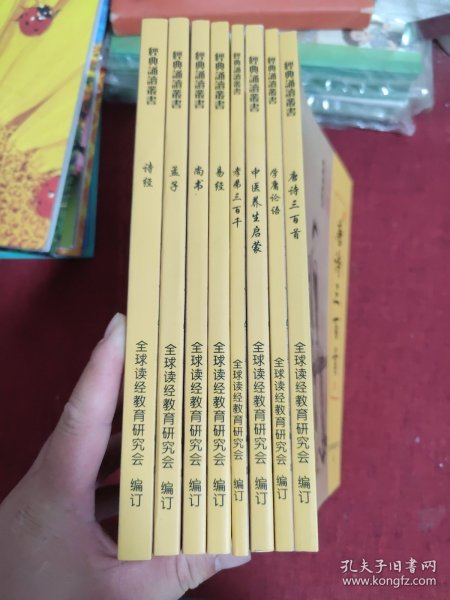 經典誦讀叢書
诗经
全球读经教育研究会 编订
經典誦讀叢書
孟子
全球读经教育研究会 编订
經典誦讀叢書
尚书
全球读经教育研究会 编订
經典誦讀叢書
易经
全球读经教育研究会 编订
經典誦讀叢書
孝弟三百千
全球读经教育研究会 编订
經典誦讀叢書
中医养生启蒙
全球读经教育研究会 编订
經典誦讀叢書
学庸论语
全球读经教育研究会 编订
經典誦讀叢書
唐诗三百首
全球读经教育研究会 编订
孔夫子旧书网
www.kongfz.com